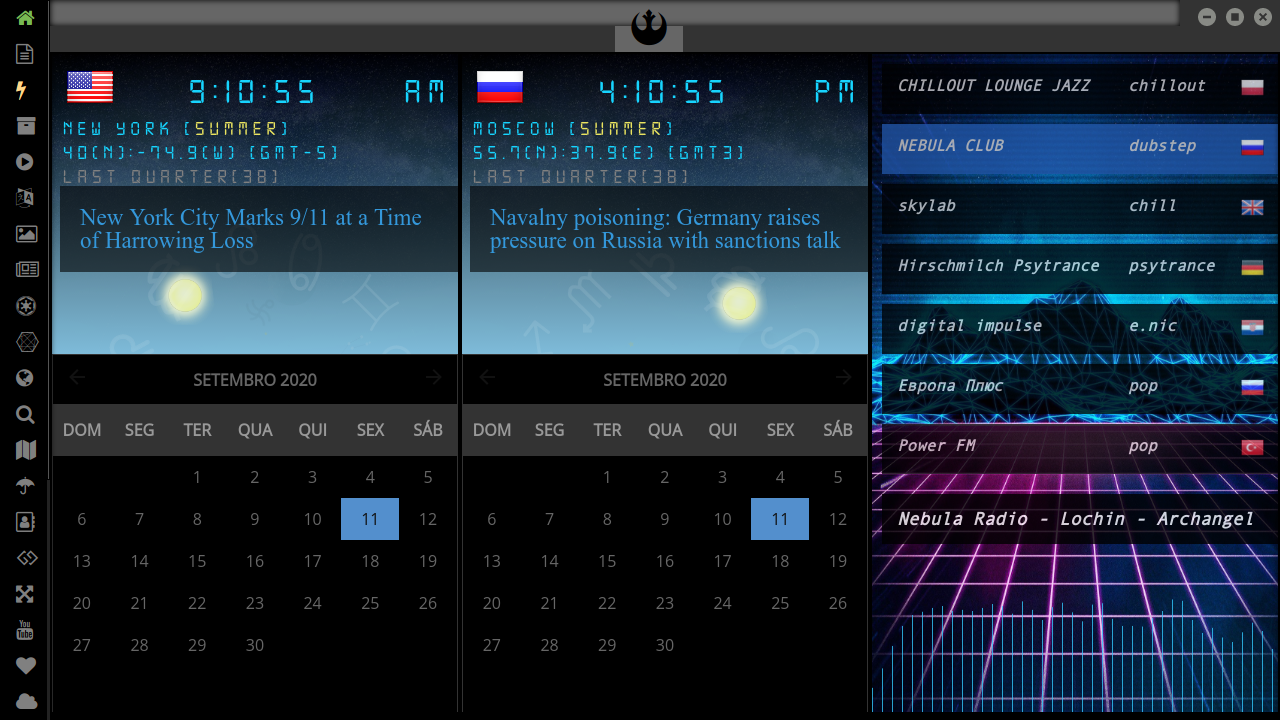 9:10:55 AM
NEW YORK (SUMMER)
40(N):-74.9(W) (GMT-5)
LAST QUARTER(38)
New York City Marks 9/11 at a Time
of Harrowing Loss
SETEMBRO 2020
DOM SEG TER QUA QUI SEX SÁB
1 2 3 4 5
6 7 8 9 10 11 12
13 14 15 16 17 18 19
20 21 22 23 24 25 26
27 28 29 30
4:10:55 PM
MOSCOW (SUMMER)
55.7(N):37.9(E) (GMT3)
LAST QUARTER(38)
Navalny poisoning: Germany raises
pressure on Russia with sanctions talk
SETEMBRO 2020
DOM SEG TER QUA QUI SEX SÁB
1 2 3 4 5
6 7 8 9 10 11 12
13 14 15 16 17 18 19
20 21 22 23 24 25 26
27 28 29 30
CHILLOUT LOUNGE JAZZ chillout
NEBULA CLUB dubstep
skylab chill
Hirschmilch Psytrance psytrance
digital impulse e.nic
Европа Плюс pop
Power FM pop
Nebula Radio - Lochin - Archangel
You
Tube